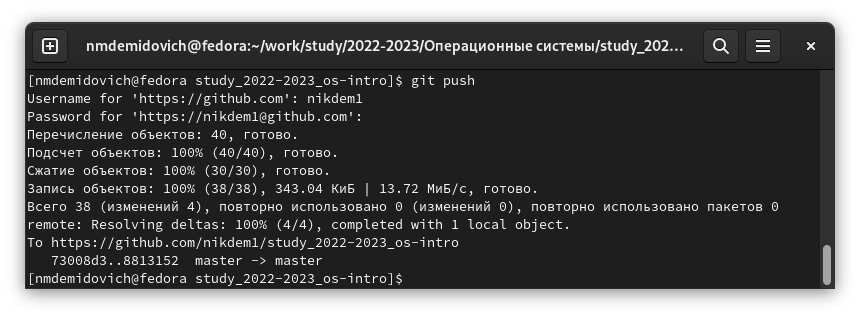 nmdemidovich@fedora:~/work/study/2022-2023/Операционные системы/study_202...
[nmdemidovich@fedora study_2022-2023_os-intro]$ git push
Username for 'https://github.com': nikdem1
Password for 'https://nikdem1@github.com':
Перечисление объектов: 40, готово.
Подсчет объектов: 100% (40/40), готово.
Сжатие объектов: 100% (30/30), готово.
Запись объектов: 100% (38/38), 343.04 КиБ | 13.72 МиБ/с, готово.
Всего 38 (изменений 4), повторно использовано 0 (изменений 0), повторно использовано пакетов 0
remote: Resolving deltas: 100% (4/4), completed with 1 local object.
To https://github.com/nikdem1/study_2022-2023_os-intro
   73008d3..8813152  master -> master
[nmdemidovich@fedora study_2022-2023_os-intro]$